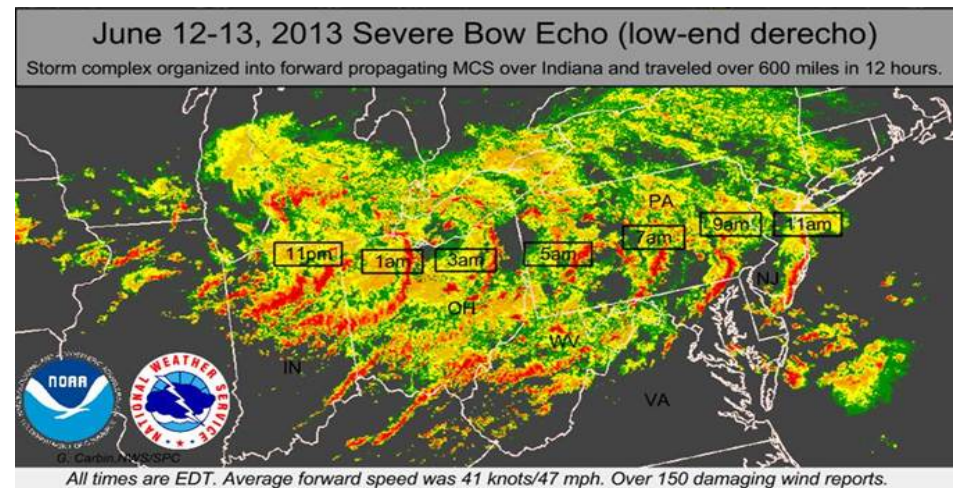 June 12-13, 2013 Severe Bow Echo (low-end derecho)
Storm complex organized into forward propagating MCS over Indiana and traveled over 600 miles in 12 hours.
PA
11pm
1am
3am
5am
7am
9am
11am
NJ
OH
WV
IN
VA
NOAA
NATIONAL WEATHER SERVICE
G. Carbin,NWS/SPC
All times are EDT. Average forward speed was 41 knots/47 mph. Over 150 damaging wind reports.